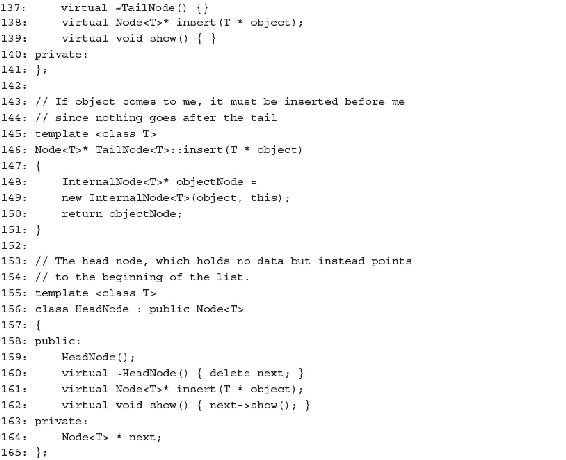 137:     virtual ~TailNode() {}
138:     virtual Node<T>* insert(T * object);
139:     virtual void show() { }
140: private:
141: };
142:
143: // If object comes to me, it must be inserted before me
144: // since nothing goes after the tail
145: template <class T>
146: Node<T>* TailNode<T>::insert(T * object)
147: {
148:     InternalNode<T>* objectNode =
149:     new InternalNode<T>(object, this);
150:     return objectNode;
151: }
152:
153: // The head node, which holds no data but instead points
154: // to the beginning of the list.
155: template <class T>
156: class HeadNode : public Node<T>
157: {
158: public:
159:     HeadNode();
160:     virtual ~HeadNode() { delete next; }
161:     virtual Node<T>* insert(T * object);
162:     virtual void show() { next->show(); }
163: private:
164:     Node<T> * next;
165: };